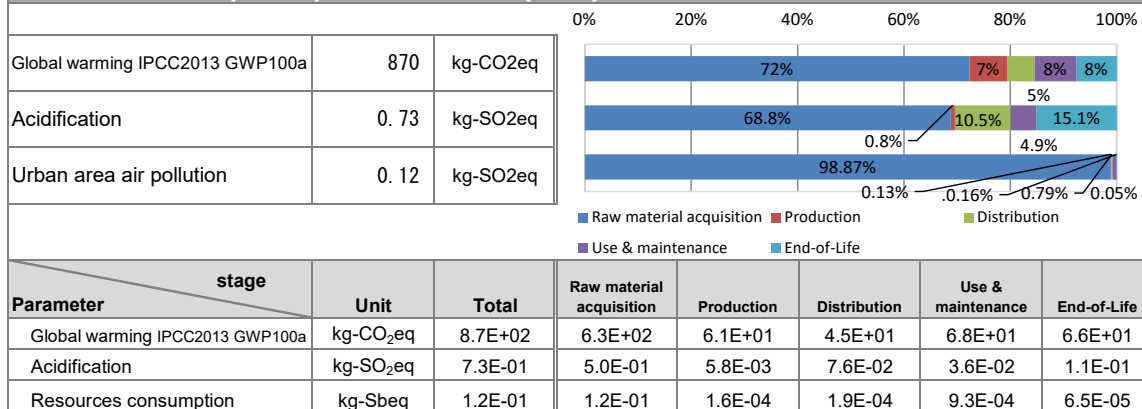 0% 20% 40% 60% 80% 100%
Global warming IPCC2013 GWP100a 870 kg-CO2eq
72% 7% 8% 8%
5%
Acidification 0.73 kg-SO2eq
68.8% 10.5% 15.1%
0.8% 4.9%
Urban area air pollution 0.12 kg-SO2eq
98.87%
0.13% .0.16% 0.79% 0.05%
Raw material acquisition Production Distribution
Use & maintenance End-of-Life
stage
Parameter Unit Total Raw material acquisition Production Distribution Use & maintenance End-of-Life
Global warming IPCC2013 GWP100a kg-CO₂eq 8.7E+02 6.3E+02 6.1E+01 4.5E+01 6.8E+01 6.6E+01
Acidification kg-SO₂eq 7.3E-01 5.0E-01 5.8E-03 7.6E-02 3.6E-02 1.1E-01
Resources consumption kg-Sbeq 1.2E-01 1.2E-01 1.6E-04 1.9E-04 9.3E-04 6.5E-05